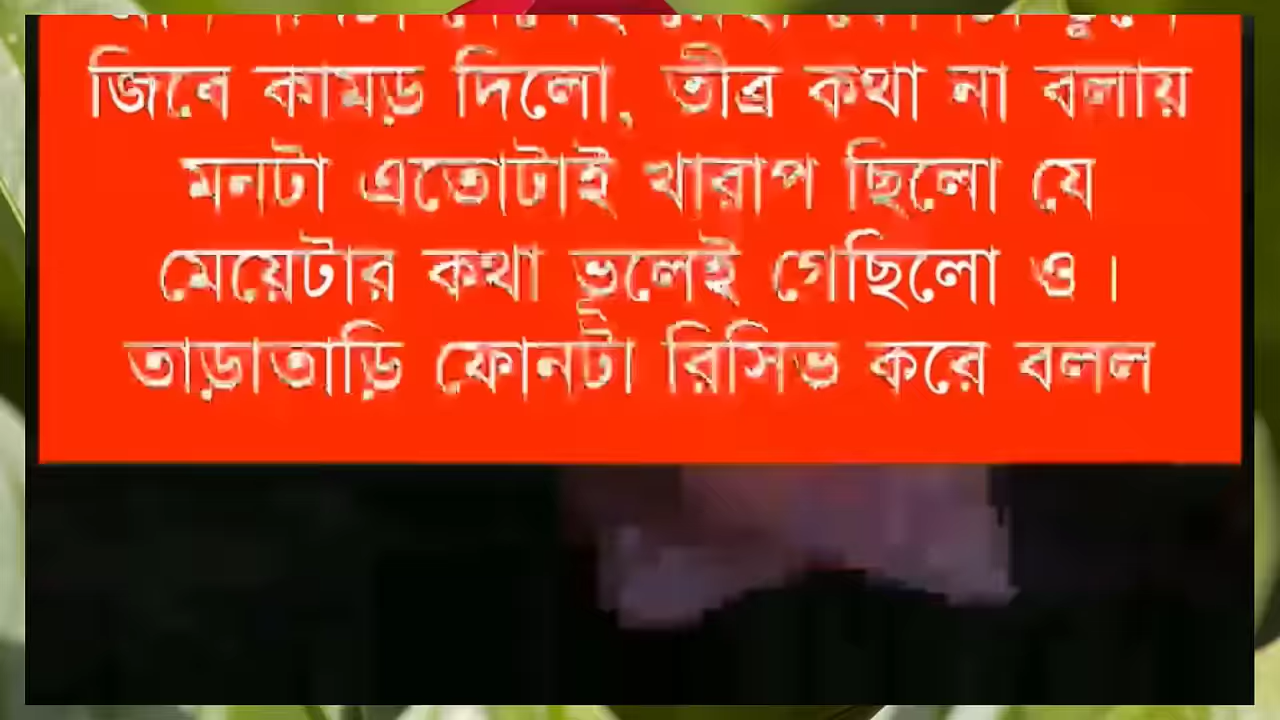 জিবে কামড় দিলো, তীব্র কথা না বলায়
মনটা এতোটাই খারাপ ছিলো যে
মেয়েটার কথা ভূলেই গেছিলো ও ।
তাড়াতাড়ি ফোনটা রিসিভ করে বলল